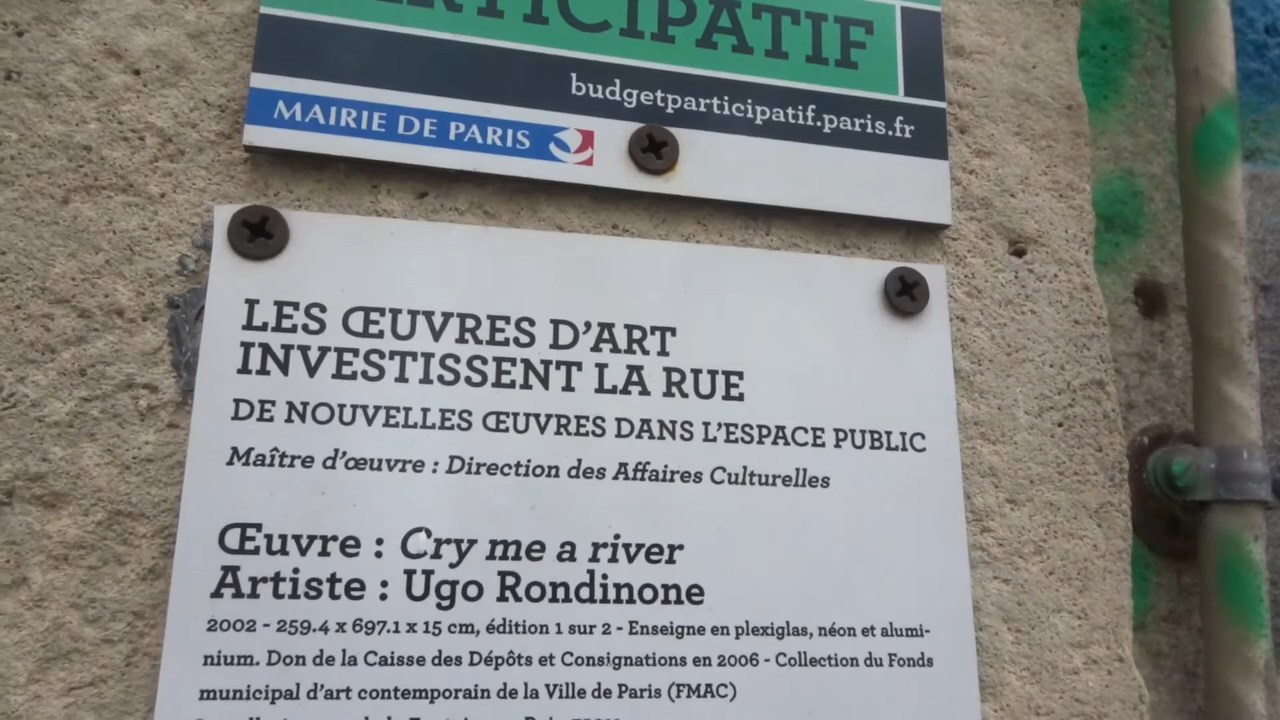 PARTICIPATIF
budgetparticipatif.paris.fr
MAIRIE DE PARIS
LES ŒUVRES D'ART
INVESTISSENT LA RUE
DE NOUVELLES ŒUVRES DANS L'ESPACE PUBLIC
Maître d'œuvre : Direction des Affaires Culturelles
Œuvre : Cry me a river
Artiste : Ugo Rondinone
2002 - 259.4 x 697.1 x 15 cm, édition 1 sur 2 - Enseigne en plexiglas, néon et alumi-
nium. Don de la Caisse des Dépôts et Consignations en 2006 - Collection du Fonds
municipal d'art contemporain de la Ville de Paris (FMAC)